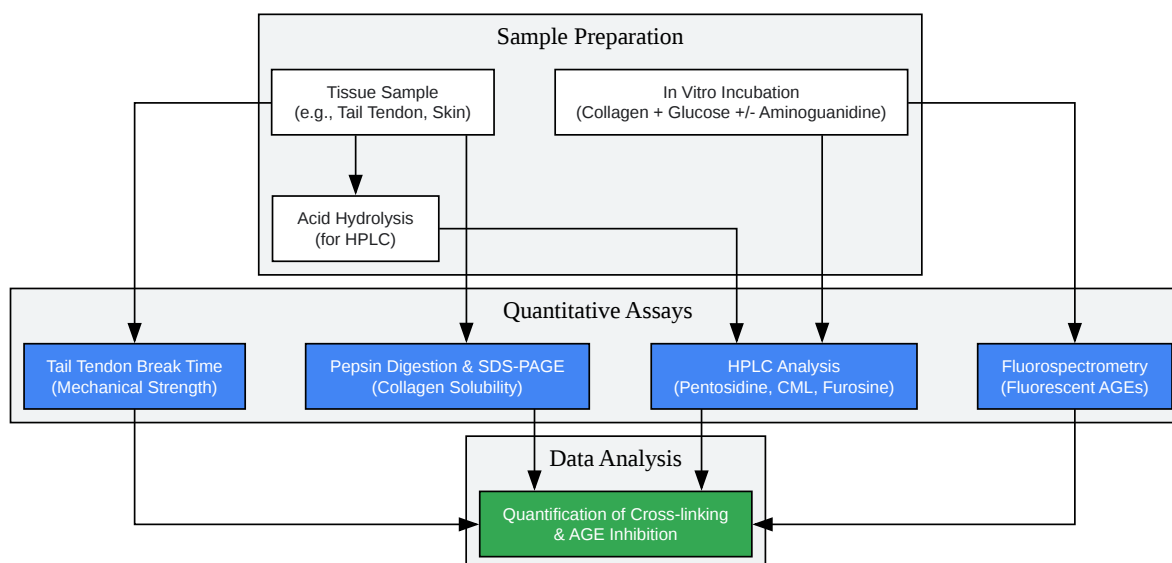 Sample Preparation
Tissue Sample
(e.g., Tail Tendon, Skin)
In Vitro Incubation
(Collagen + Glucose +/- Aminoguanidine)
Acid Hydrolysis
(for HPLC)
Quantitative Assays
Tail Tendon Break Time
(Mechanical Strength)
Pepsin Digestion & SDS-PAGE
(Collagen Solubility)
HPLC Analysis
(Pentosidine, CML, Furosine)
Fluorospectrometry
(Fluorescent AGEs)
Data Analysis
Quantification of Cross-linking
& AGE Inhibition